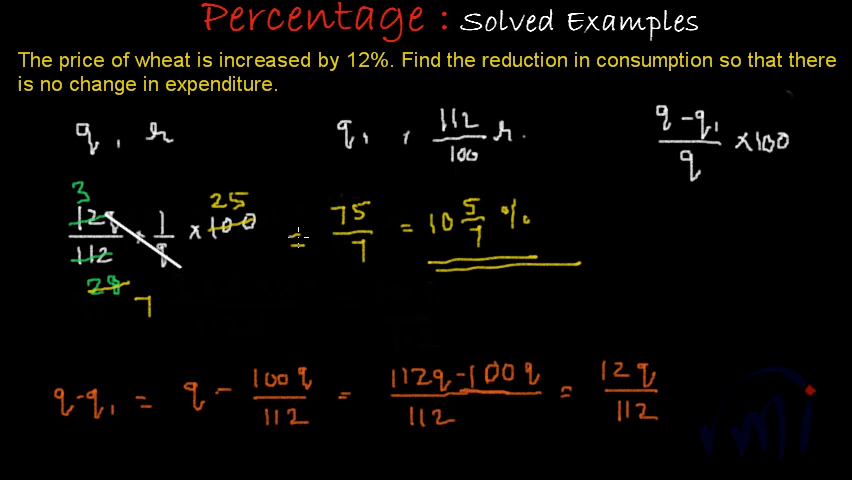 Percentage : Solved Examples
The price of wheat is increased by 12%. Find the reduction in consumption so that there
is no change in expenditure.
q , r q₁ , 112/100 r. (q-q₁)/q ×100
3 25
12q/112 × 1/q × 100 = 75/7 = 10 5/7 %
28 7
q-q₁ = q - 100q/112 = (112q-100q)/112 = 12q/112
rmi